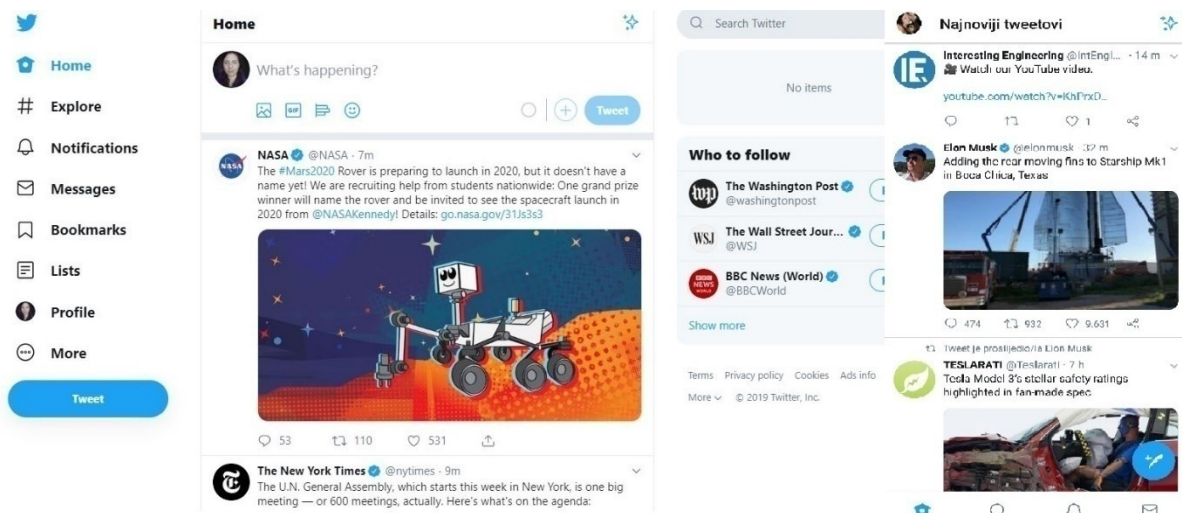 Home
Explore
Notifications
Messages
Bookmarks
Lists
Profile
More
Tweet
Home
What's happening?
GIF
Tweet
NASA
NASA @NASA · 7m
The #Mars2020 Rover is preparing to launch in 2020, but it doesn't have a
name yet! We are recruiting help from students nationwide: One grand prize
winner will name the rover and be invited to see the spacecraft launch in
2020 from @NASAKennedy! Details: go.nasa.gov/31Js3s3
53 110 531
The New York Times @nytimes · 9m
The U.N. General Assembly, which starts this week in New York, is one big
meeting — or 600 meetings, actually. Here's what's on the agenda:
Search Twitter
No items
Who to follow
wp
The Washington Post
@washingtonpost
WSJ
The Wall Street Jour...
@WSJ
BBC
NEWS
WORLD
BBC News (World)
@BBCWorld
Show more
Terms Privacy policy Cookies Ads info
More © 2019 Twitter, Inc.
Najnoviji tweetovi
IE
Interesting Engineering @IntEngi... · 14 m
Watch our YouTube video.
youtube.com/watch?v=KhPrxD...
1
Elon Musk @elonmusk · 32 m
Adding the rear moving fins to Starship Mk1
in Boca Chica, Texas
474 932 9.631
Tweet je proslijedio/la Elon Musk
TESLARATI @Teslarati · 7 h
Tesla Model 3's stellar safety ratings
highlighted in fan-made spec